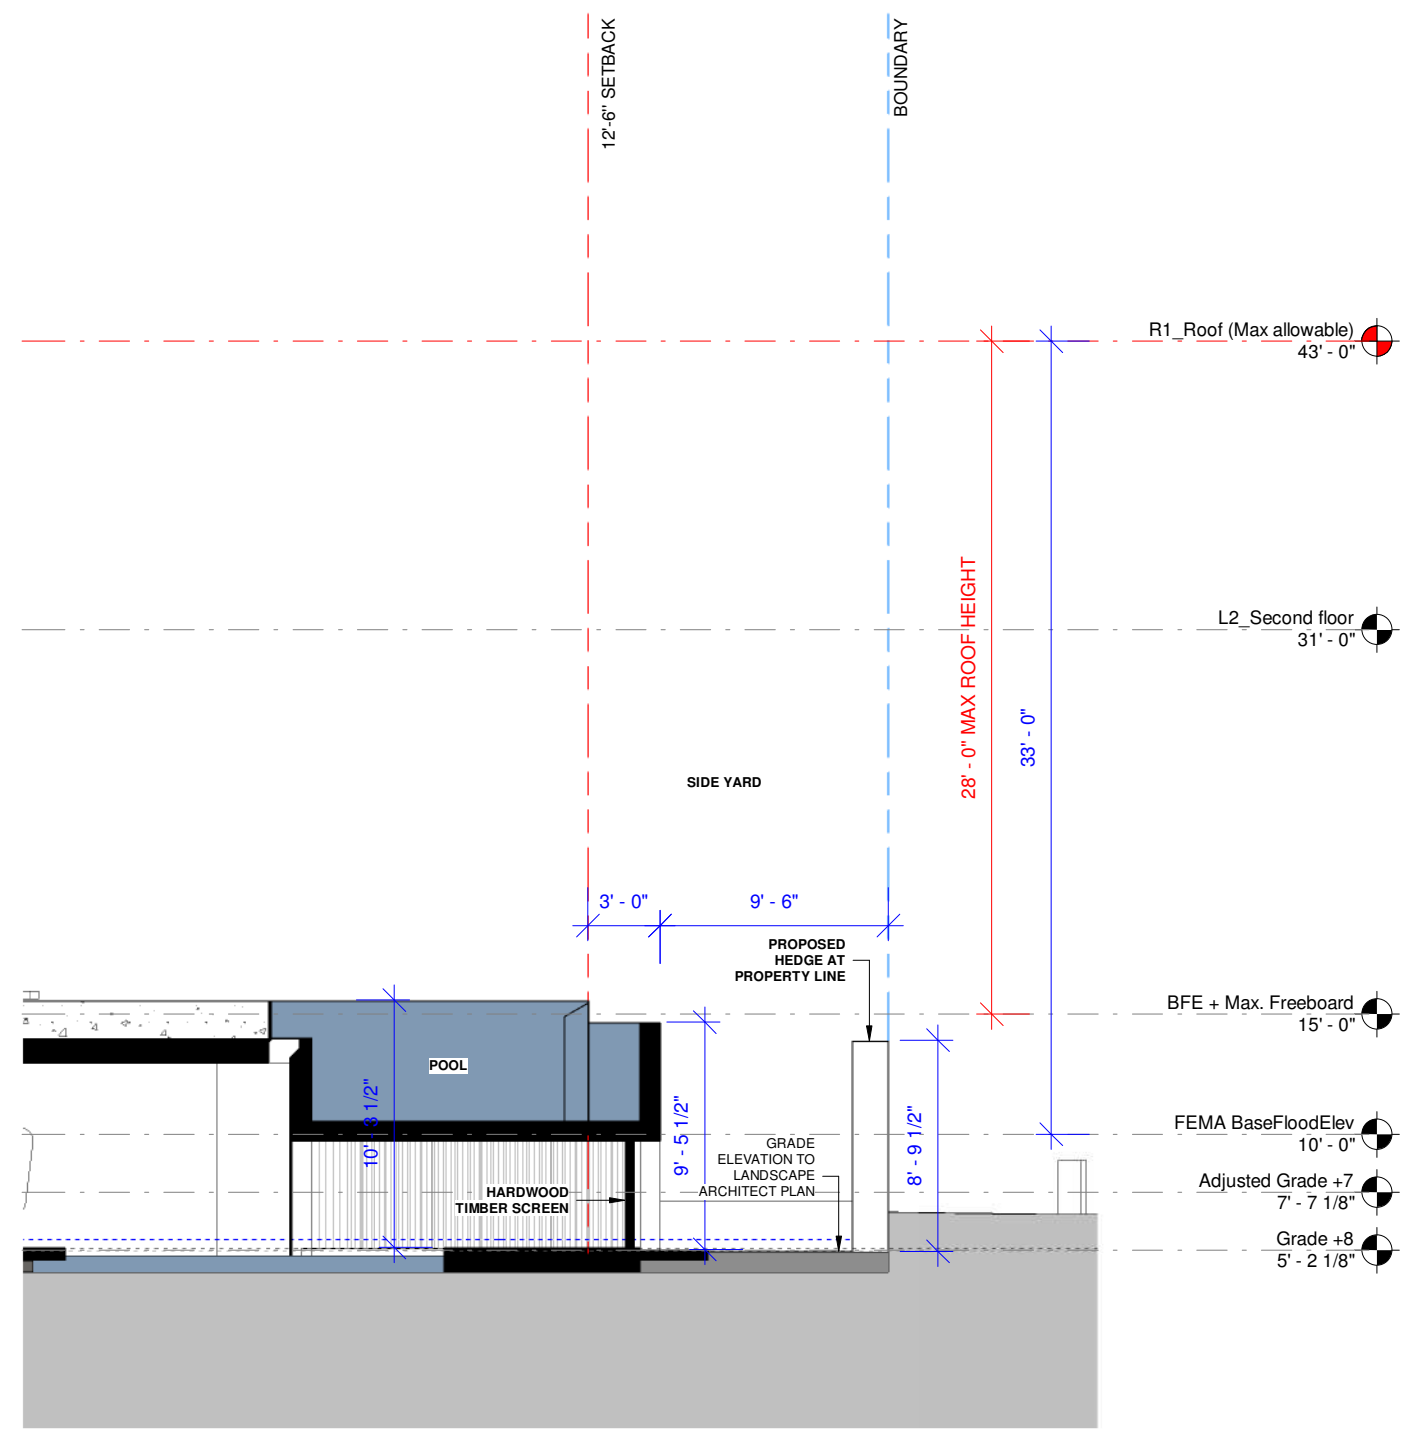 12'-6" SETBACK
BOUNDARY
R1_Roof (Max allowable)
43' - 0"
L2_Second floor
31' - 0"
28' - 0" MAX ROOF HEIGHT
33' - 0"
SIDE YARD
3' - 0"
9' - 6"
PROPOSED
HEDGE AT
PROPERTY LINE
BFE + Max. Freeboard
15' - 0"
POOL
10' - 3 1/2"
9' - 5 1/2"
8' - 9 1/2"
FEMA BaseFloodElev
10' - 0"
GRADE
ELEVATION TO
LANDSCAPE
ARCHITECT PLAN
HARDWOOD
TIMBER SCREEN
Adjusted Grade +7
7' - 7 1/8"
Grade +8
5' - 2 1/8"